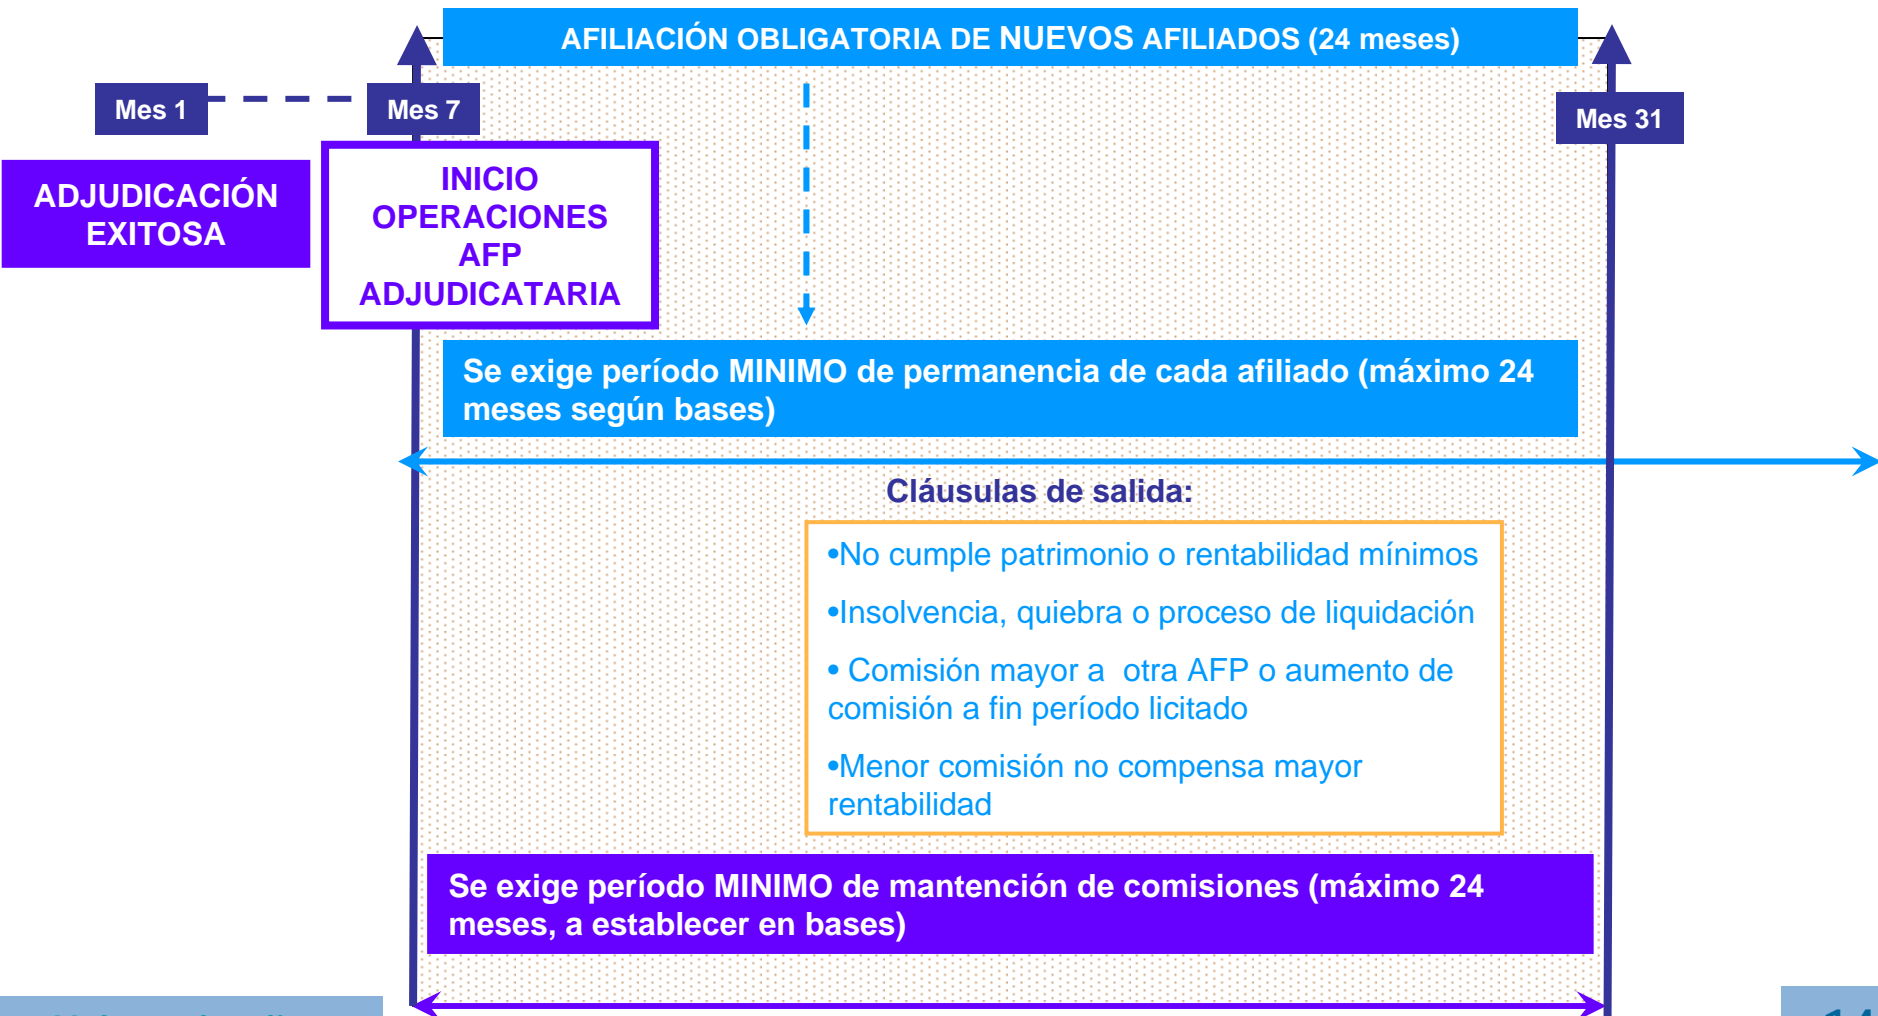 AFILIACIÓN OBLIGATORIA DE NUEVOS AFILIADOS (24 meses)
Mes 1
Mes 7
Mes 31
ADJUDICACIÓN
EXITOSA
INICIO
OPERACIONES
AFP
ADJUDICATARIA
Se exige período MINIMO de permanencia de cada afiliado (máximo 24
meses según bases)
Cláusulas de salida:
•No cumple patrimonio o rentabilidad mínimos
•Insolvencia, quiebra o proceso de liquidación
• Comisión mayor a otra AFP o aumento de
comisión a fin período licitado
•Menor comisión no compensa mayor
rentabilidad
Se exige período MINIMO de mantención de comisiones (máximo 24
meses, a establecer en bases)